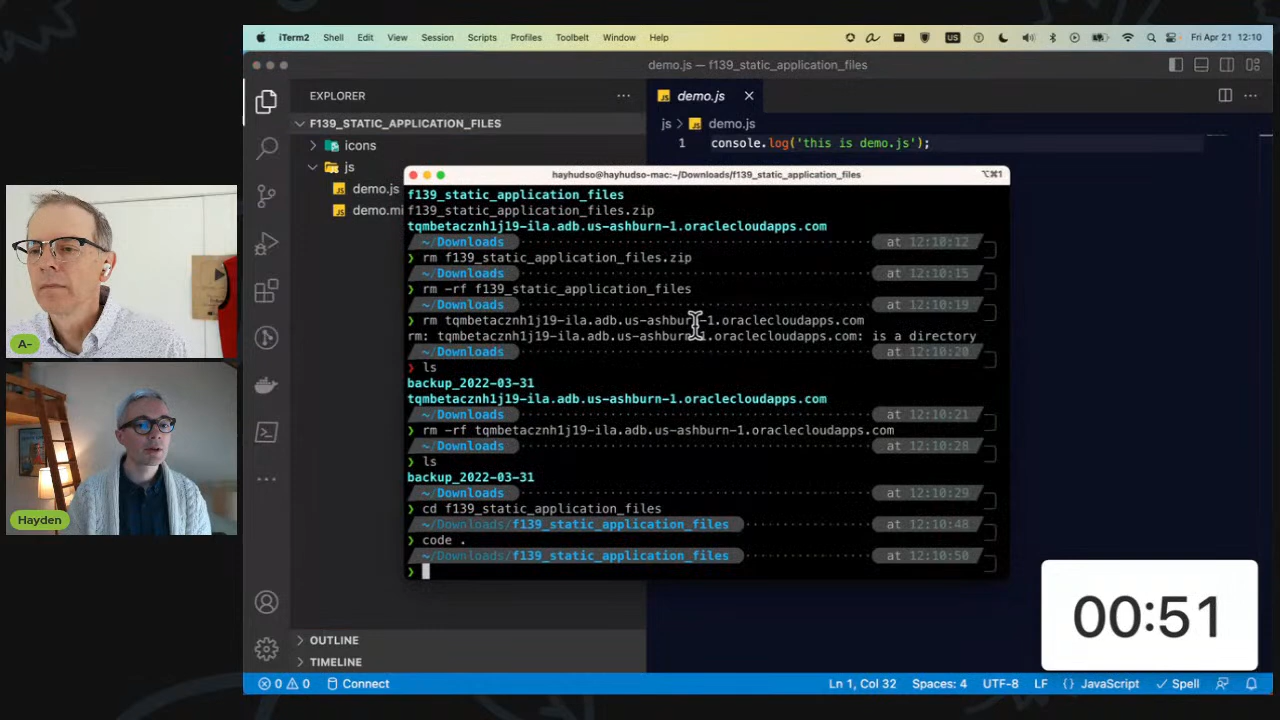 iTerm2 Shell Edit View Session Scripts Profiles Toolbelt Window Help US Fri Apr 21 12:10
demo.js — f139_static_application_files
EXPLORER ···
demo.js
F139_STATIC_APPLICATION_FILES
js > demo.js
icons
1 console.log('this is demo.js');
js
demo.js
demo.mi
hayhudso@hayhudso-mac:~/Downloads/f139_static_application_files ⌥⌘1
f139_static_application_files
f139_static_application_files.zip
tqmbetacznh1j19-ila.adb.us-ashburn-1.oraclecloudapps.com
~/Downloads at 12:10:12
❯ rm f139_static_application_files.zip
~/Downloads at 12:10:15
❯ rm -rf f139_static_application_files
~/Downloads at 12:10:19
❯ rm tqmbetacznh1j19-ila.adb.us-ashburn-1.oraclecloudapps.com
rm: tqmbetacznh1j19-ila.adb.us-ashburn-1.oraclecloudapps.com: is a directory
~/Downloads at 12:10:20
❯ ls
backup_2022-03-31
tqmbetacznh1j19-ila.adb.us-ashburn-1.oraclecloudapps.com
~/Downloads at 12:10:21
❯ rm -rf tqmbetacznh1j19-ila.adb.us-ashburn-1.oraclecloudapps.com
~/Downloads at 12:10:28
❯ ls
backup_2022-03-31
~/Downloads at 12:10:29
❯ cd f139_static_application_files
~/Downloads/f139_static_application_files at 12:10:48
❯ code .
~/Downloads/f139_static_application_files at 12:10:50
❯
A-
Hayden
00:51
OUTLINE
TIMELINE
0 0 Connect Ln 1, Col 32 Spaces: 4 UTF-8 LF {} JavaScript Spell